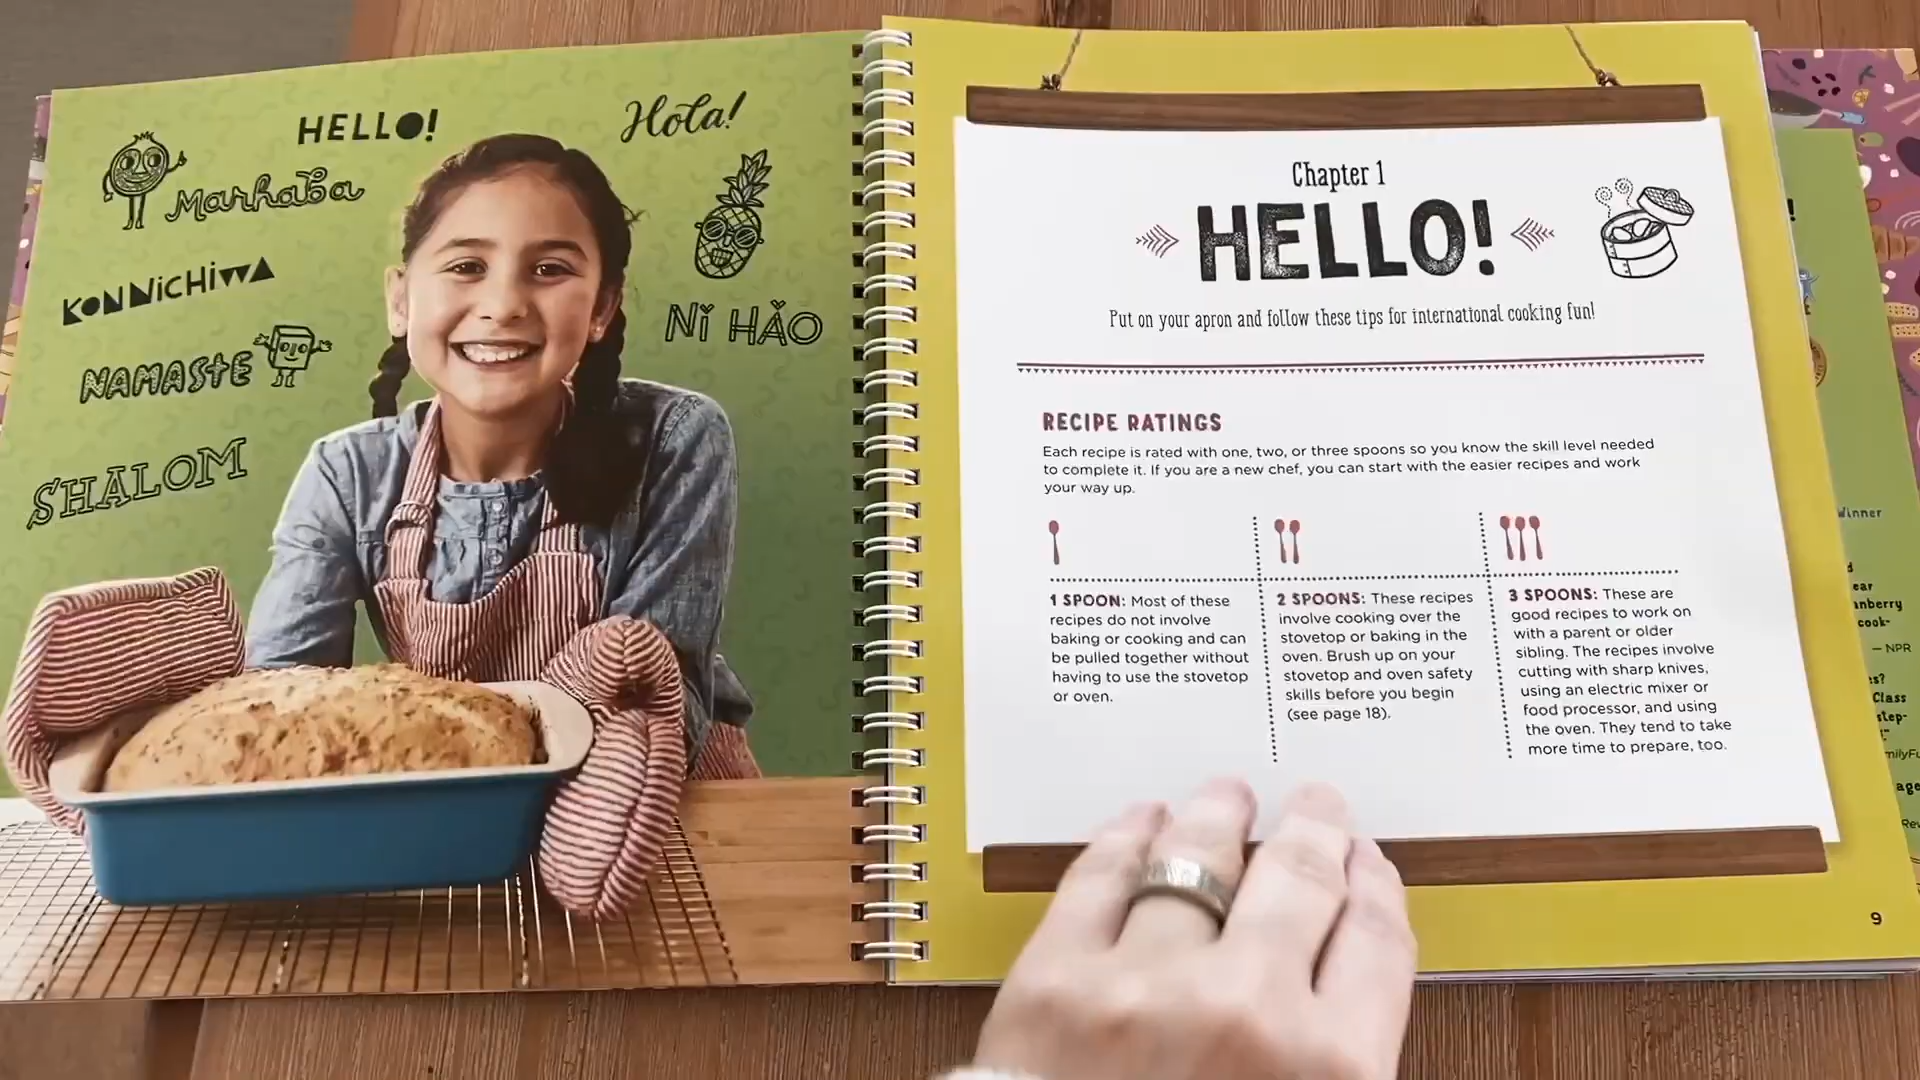 HELLO!
Hola!
Marhaba
KONNICHIWA
NǏ HǍO
NAMASTE
SHALOM
Chapter 1
HELLO!
Put on your apron and follow these tips for international cooking fun!
RECIPE RATINGS
Each recipe is rated with one, two, or three spoons so you know the skill level needed
to complete it. If you are a new chef, you can start with the easier recipes and work
your way up.
1 SPOON: Most of these
recipes do not involve
baking or cooking and can
be pulled together without
having to use the stovetop
or oven.
2 SPOONS: These recipes
involve cooking over the
stovetop or baking in the
oven. Brush up on your
stovetop and oven safety
skills before you begin
(see page 18).
3 SPOONS: These are
good recipes to work on
with a parent or older
sibling. The recipes involve
cutting with sharp knives,
using an electric mixer or
food processor, and using
the oven. They tend to take
more time to prepare, too.
9
Winner
cook-
— NPR
Class
step-